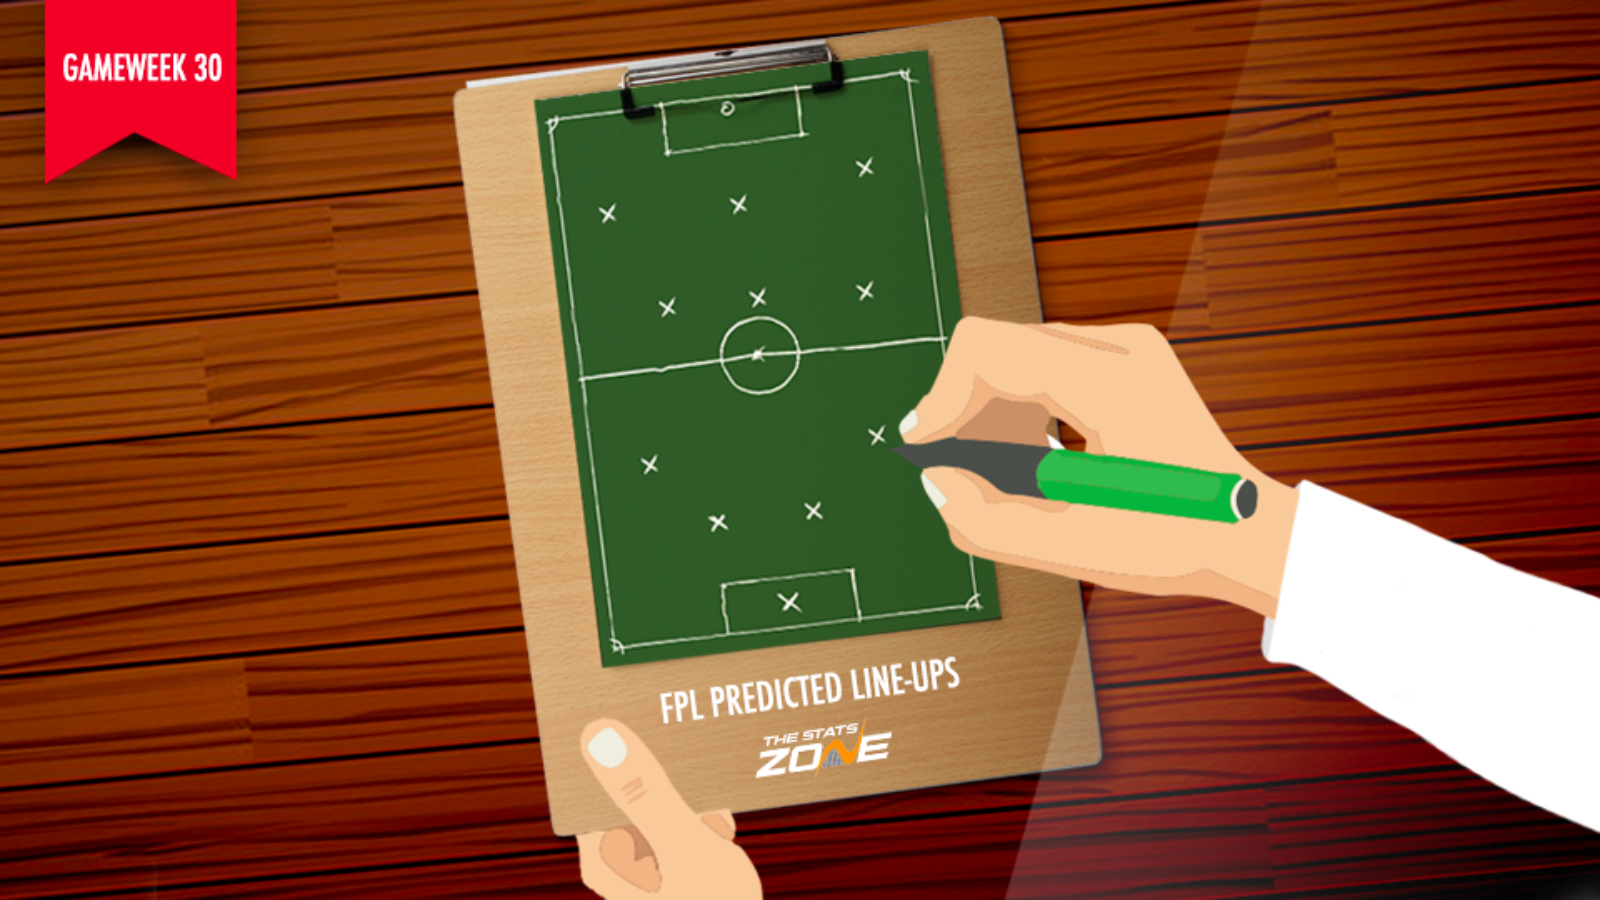 GAMEWEEK 30
FPL PREDICTED LINE-UPS
THE STATS
ZONE